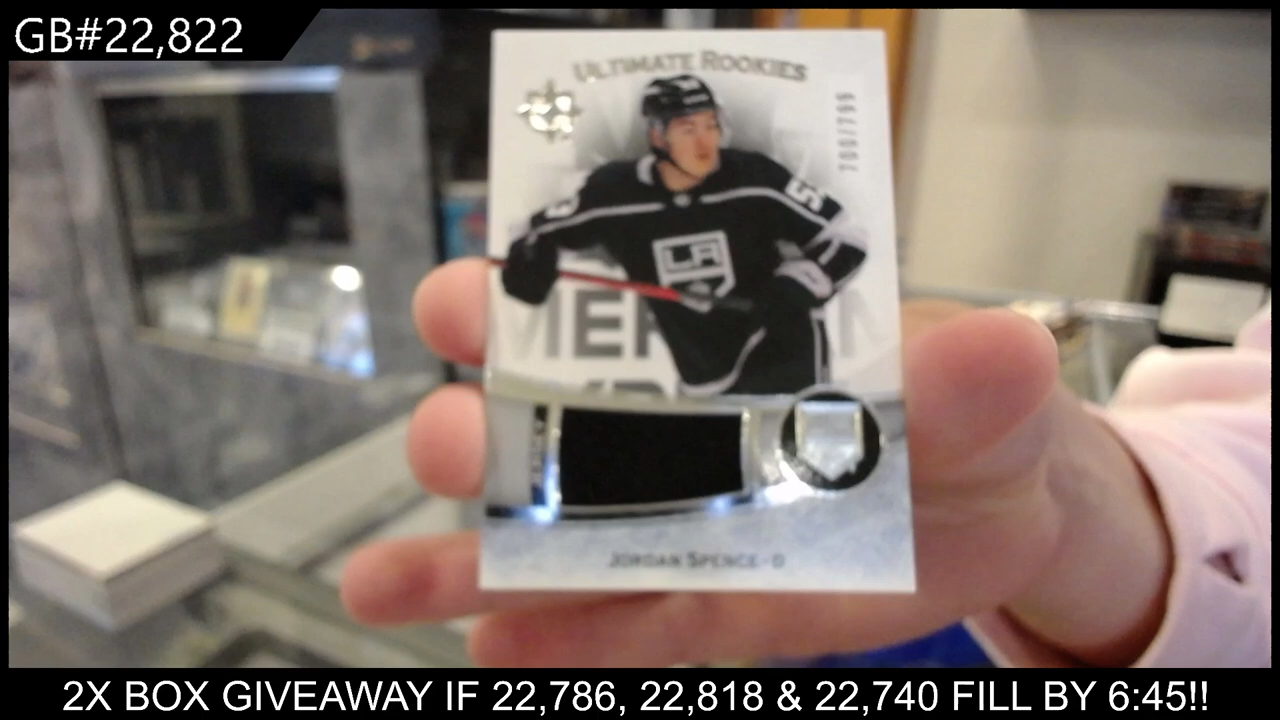 GB#22,822
ULTIMATE ROOKIES
LA
JORDAN SPENCE - D
2X BOX GIVEAWAY IF 22,786, 22,818 & 22,740 FILL BY 6:45!!